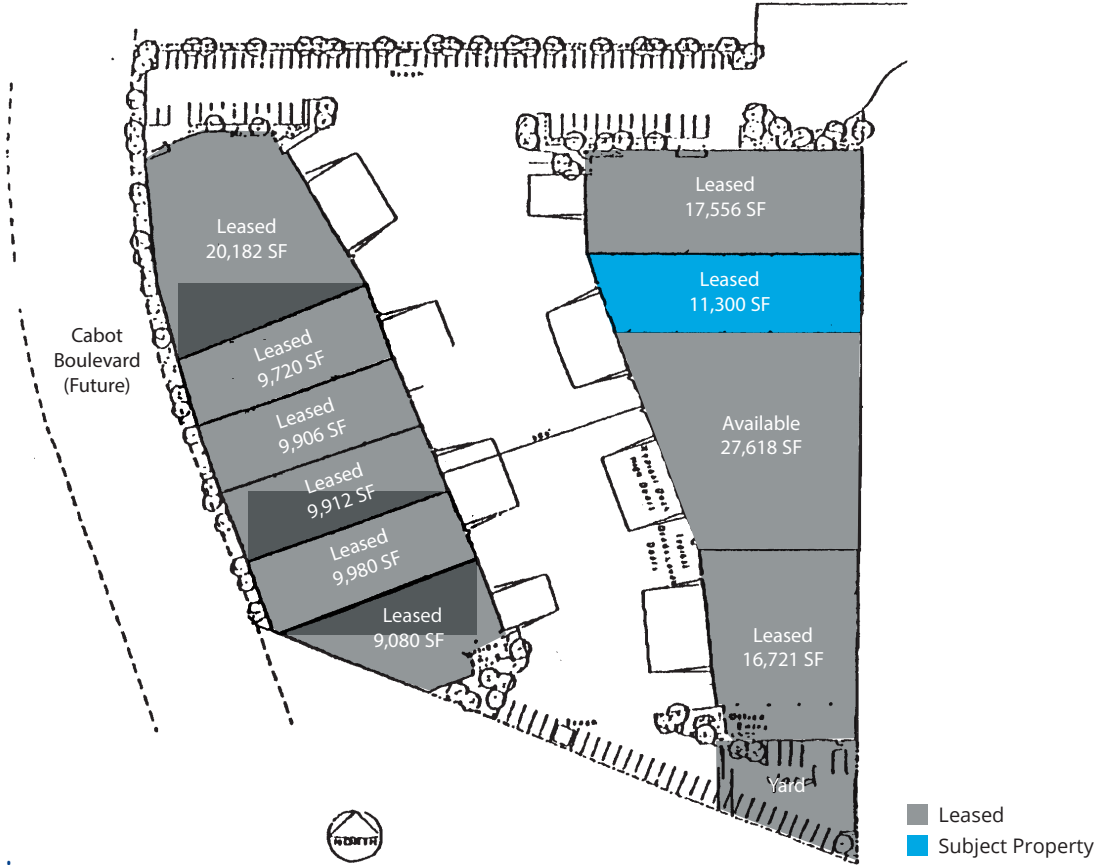 Leased
20,182 SF
Leased
9,720 SF
Leased
9,906 SF
Leased
9,912 SF
Leased
9,980 SF
Leased
9,080 SF
Cabot
Boulevard
(Future)
Leased
17,556 SF
Leased
11,300 SF
Available
27,618 SF
Leased
16,721 SF
Yard
NORTH
Leased
Subject Property